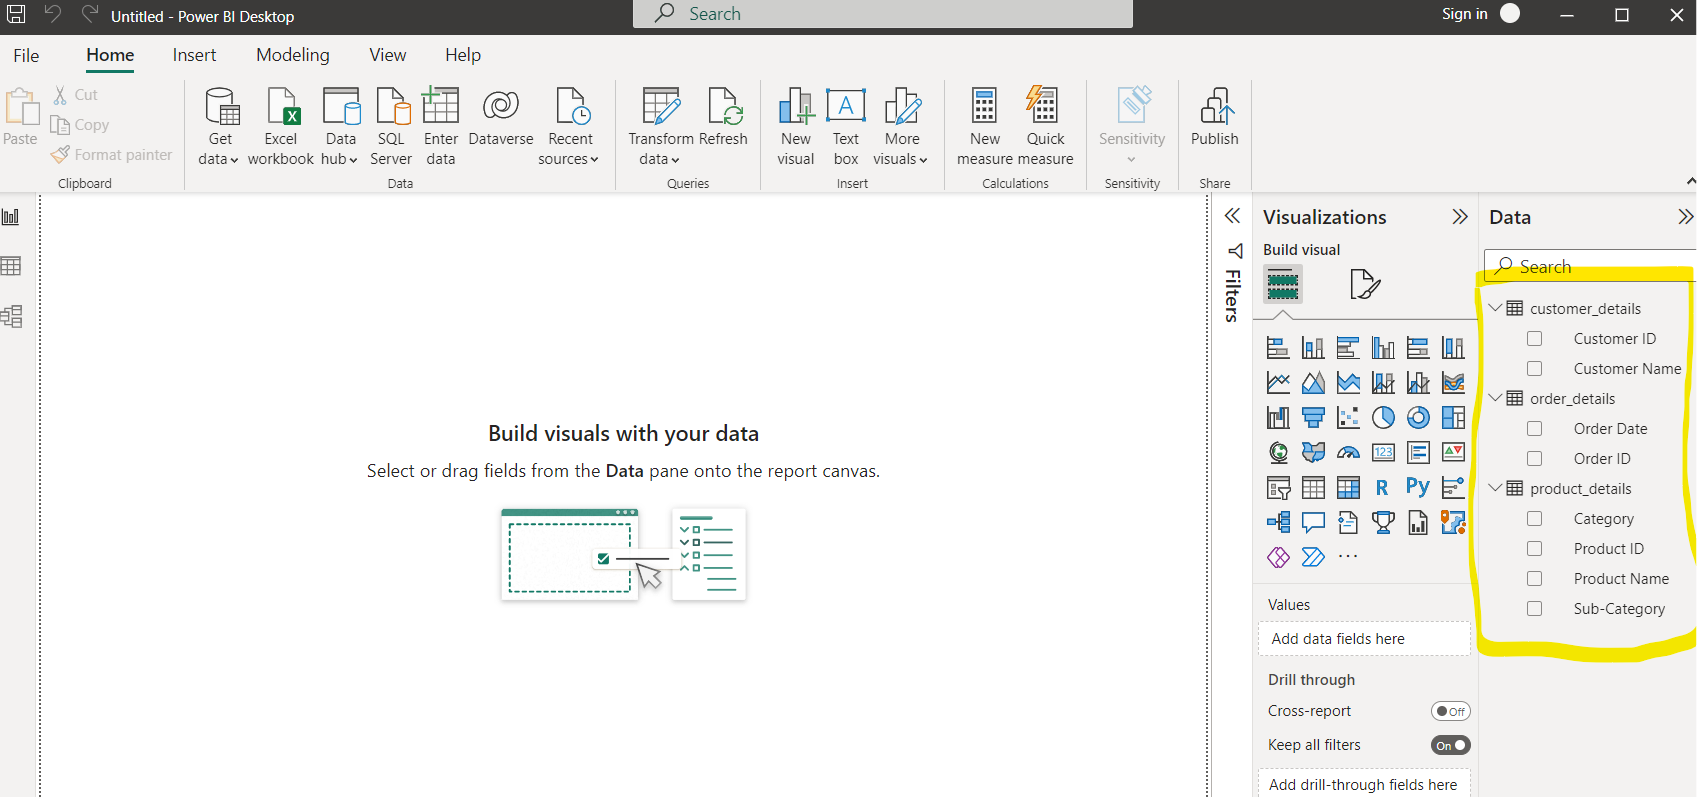 Untitled - Power BI Desktop
Search
Sign in
File Home Insert Modeling View Help
Paste
Cut
Copy
Format painter
Clipboard
Get data
Excel workbook
Data hub
SQL Server
Enter data
Dataverse
Recent sources
Data
Transform data
Refresh
Queries
New visual
Text box
More visuals
Insert
New measure
Quick measure
Calculations
Sensitivity
Sensitivity
Publish
Share
Build visuals with your data
Select or drag fields from the Data pane onto the report canvas.
Filters
Visualizations
Build visual
123
R
Py
Values
Add data fields here
Drill through
Cross-report
Off
Keep all filters
On
Add drill-through fields here
Data
Search
customer_details
Customer ID
Customer Name
order_details
Order Date
Order ID
product_details
Category
Product ID
Product Name
Sub-Category